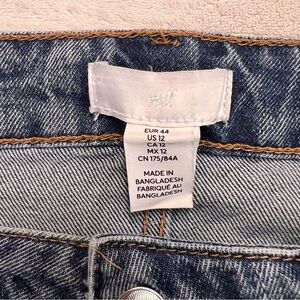 H&M
EUR 44
US 12
CA 12
MX 12
CN 175/84A
MADE IN
BANGLADESH
FABRIQUÉ AU
BANGLADESH